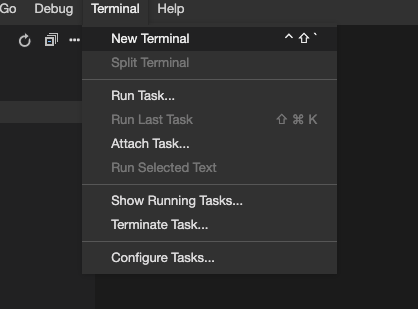 Go Debug Terminal Help
New Terminal ^ ⇧ `
Split Terminal
Run Task...
Run Last Task ⇧ ⌘ K
Attach Task...
Run Selected Text
Show Running Tasks...
Terminate Task...
Configure Tasks...